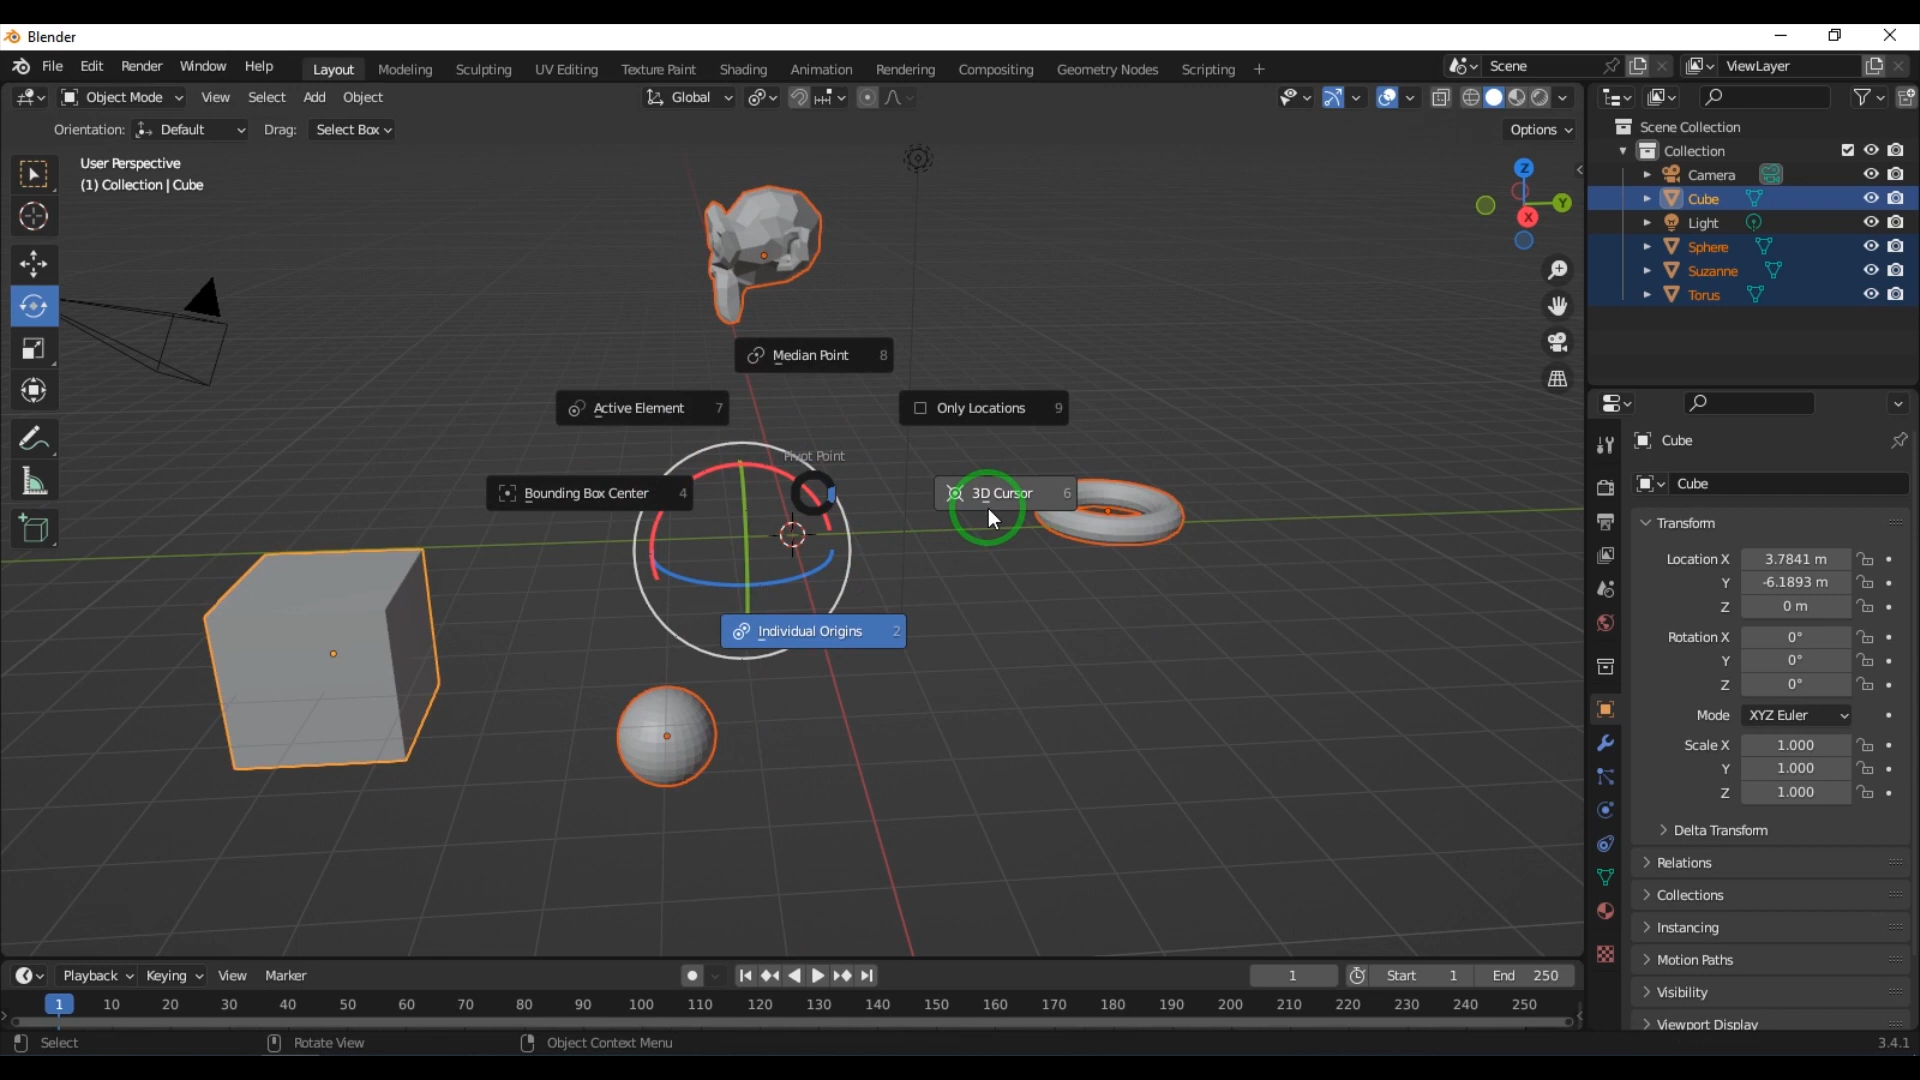 Blender
File Edit Render Window Help Layout Modeling Sculpting UV Editing Texture Paint Shading Animation Rendering Compositing Geometry Nodes Scripting + Scene ViewLayer
Object Mode View Select Add Object Global
Orientation: Default Drag: Select Box Options
User Perspective
(1) Collection | Cube
Z
Y
X
Median Point 8
Active Element 7 Only Locations 9
Pivot Point
Bounding Box Center 4 3D Cursor 6
Individual Origins 2
Scene Collection
Collection
Camera
Cube
Light
Sphere
Suzanne
Torus
Cube
Cube
Transform
Location X 3.7841 m
Y -6.1893 m
Z 0 m
Rotation X 0°
Y 0°
Z 0°
Mode XYZ Euler
Scale X 1.000
Y 1.000
Z 1.000
Delta Transform
Relations
Collections
Instancing
Motion Paths
Visibility
Viewport Display
Playback Keying View Marker 1 Start 1 End 250
1 10 20 30 40 50 60 70 80 90 100 110 120 130 140 150 160 170 180 190 200 210 220 230 240 250
Select Rotate View Object Context Menu 3.4.1